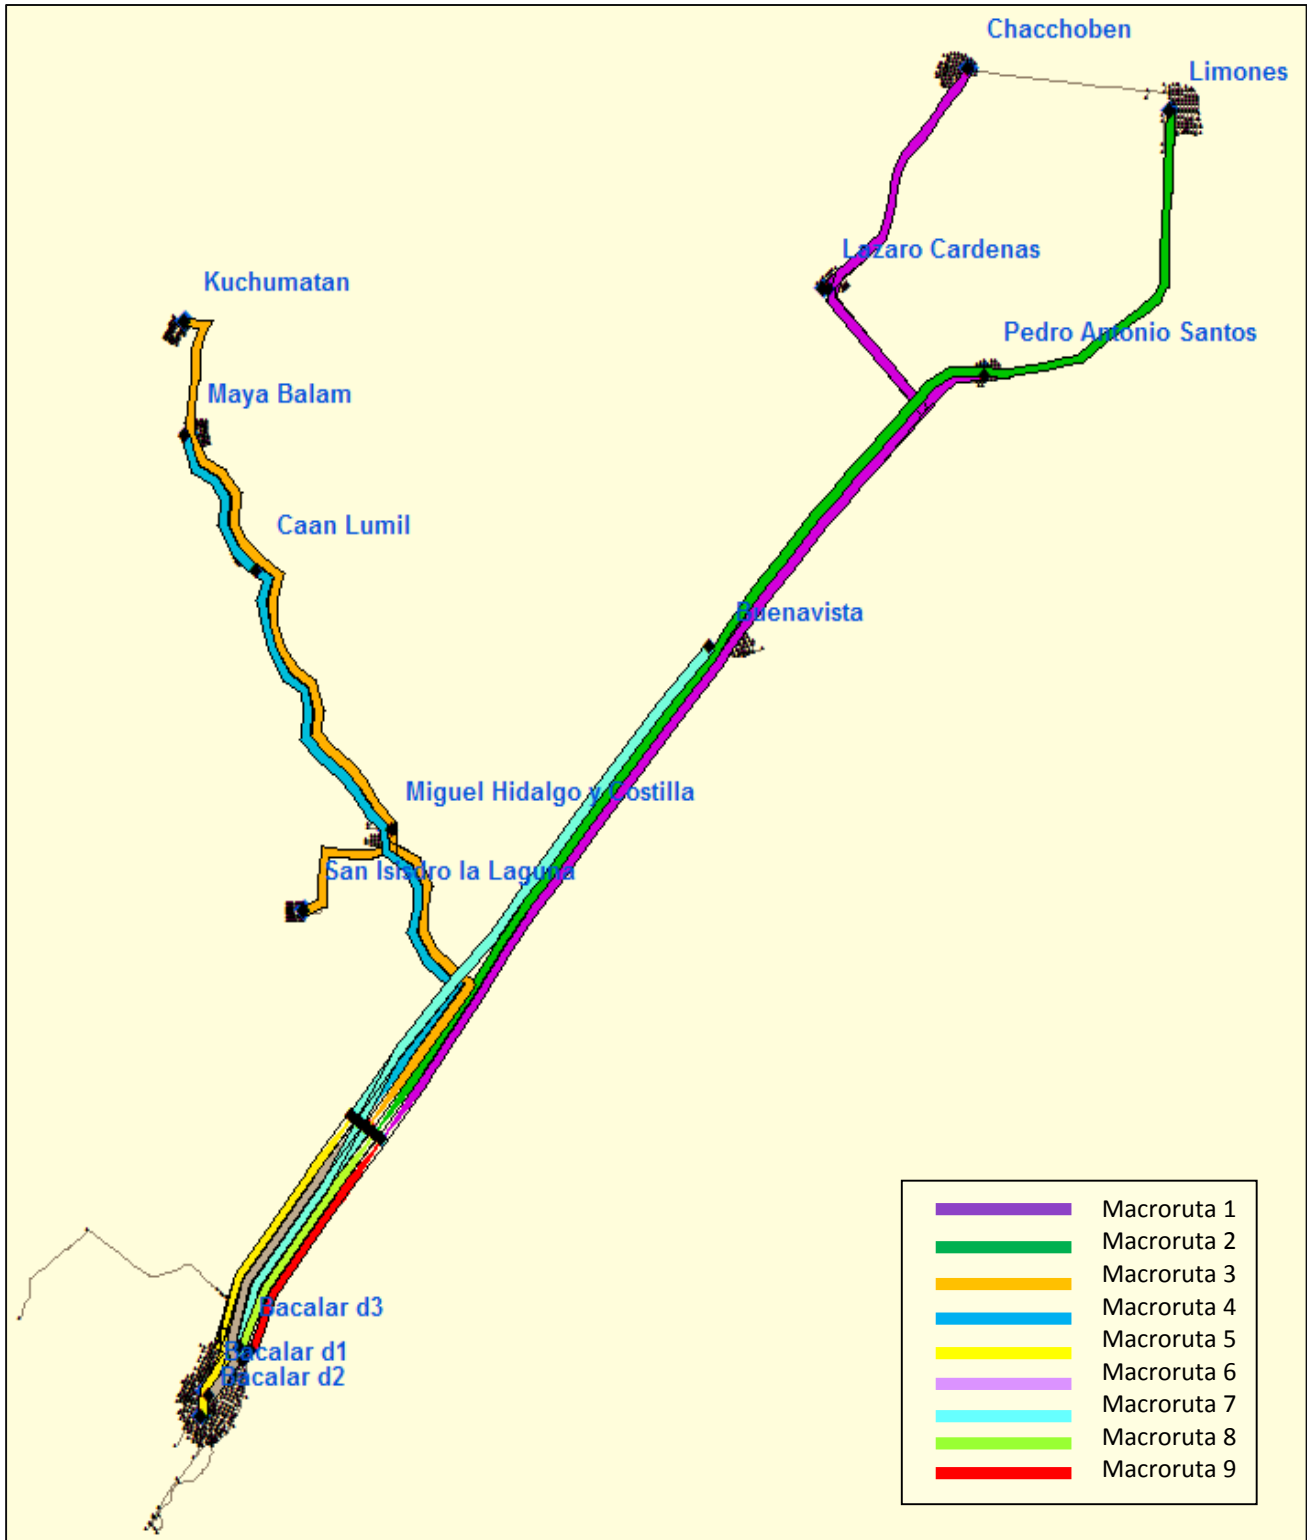 Chacchoben
Limones
Lazaro Cardenas
Kuchumatan
Pedro Antonio Santos
Maya Balam
Caan Lumil
Buenavista
Miguel Hidalgo y Costilla
San Isisdro la Laguna
Bacalar d3
Bacalar d1
Bacalar d2
Macroruta 1
Macroruta 2
Macroruta 3
Macroruta 4
Macroruta 5
Macroruta 6
Macroruta 7
Macroruta 8
Macroruta 9